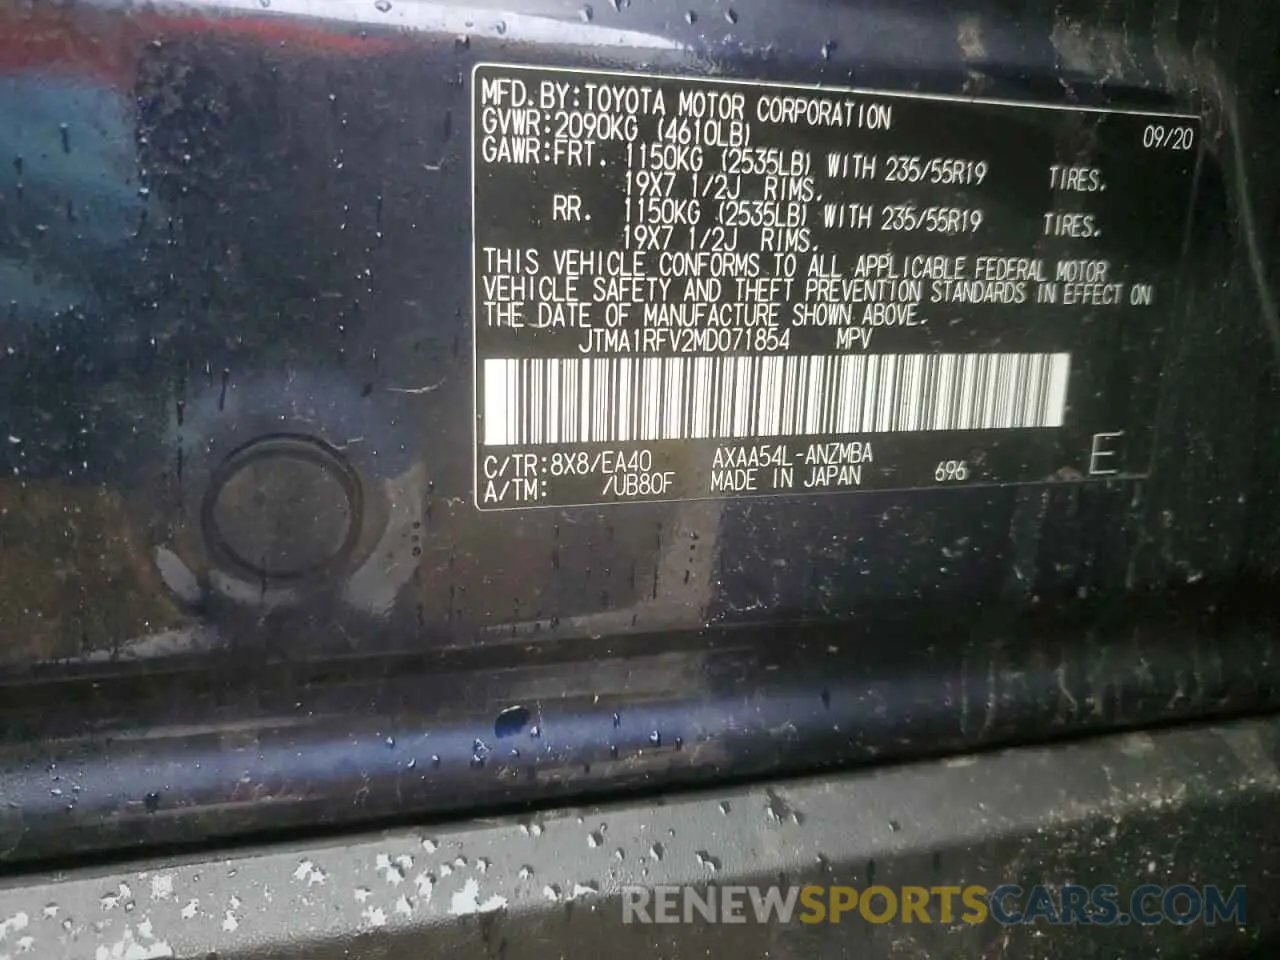 MFD.BY:TOYOTA MOTOR CORPORATION 09/20
GVWR:2090KG (4610LB)
GAWR:FRT. 1150KG (2535LB) WITH 235/55R19 TIRES.
19X7 1/2J RIMS.
RR. 1150KG (2535LB) WITH 235/55R19 TIRES.
19X7 1/2J RIMS.
THIS VEHICLE CONFORMS TO ALL APPLICABLE FEDERAL MOTOR
VEHICLE SAFETY AND THEFT PREVENTION STANDARDS IN EFFECT ON
THE DATE OF MANUFACTURE SHOWN ABOVE.
JTMA1RFV2MD071854 MPV
C/TR:8X8/EA40 AXAA54L-ANZMBA
A/TM: /UB80F MADE IN JAPAN 696 E
RENEWSPORTSCARS.COM